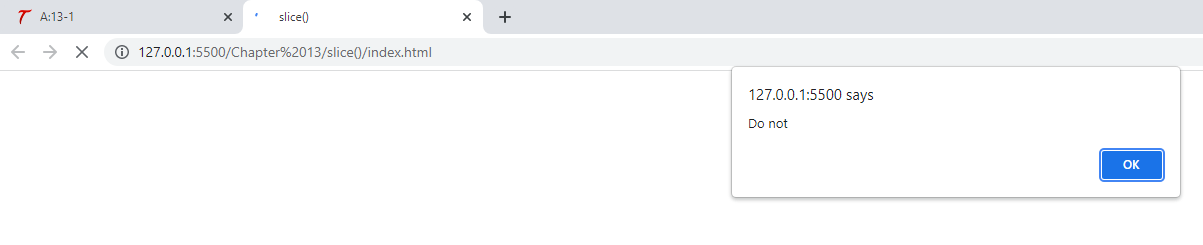 A:13-1
slice()
127.0.0.1:5500/Chapter%2013/slice()/index.html
127.0.0.1:5500 says
Do not
OK